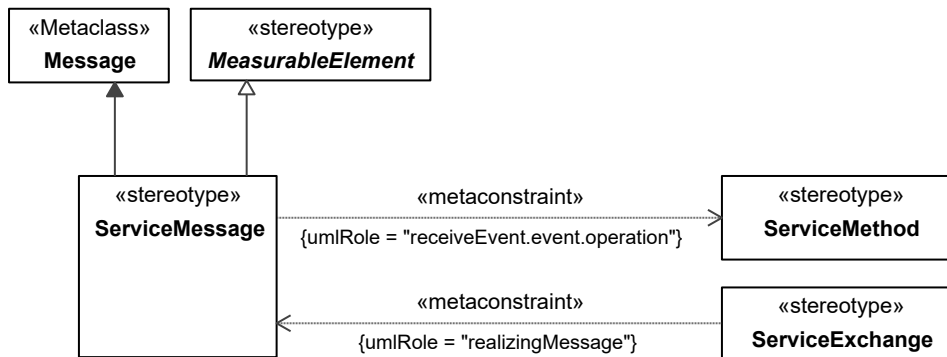 «Metaclass»
Message
«stereotype»
MeasurableElement
«stereotype»
ServiceMessage
«metaconstraint»
{umlRole = "receiveEvent.event.operation"}
«stereotype»
ServiceMethod
«metaconstraint»
{umlRole = "realizingMessage"}
«stereotype»
ServiceExchange